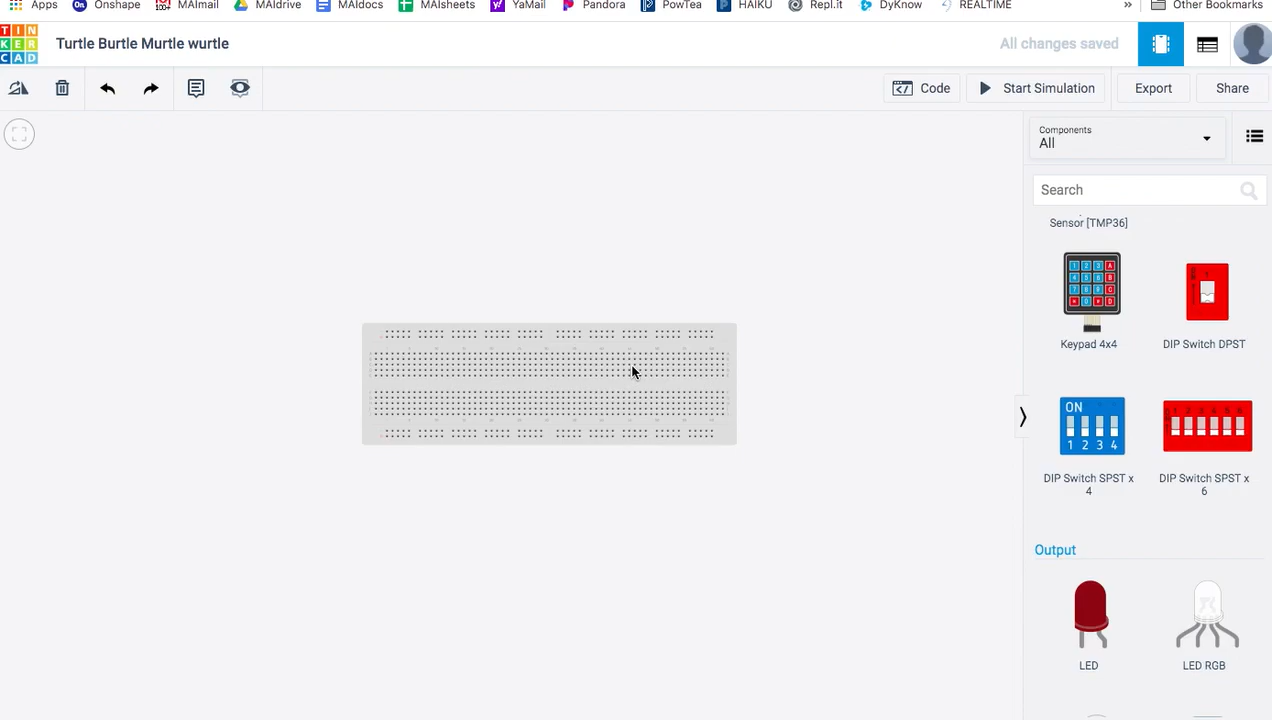 Apps Onshape MAImail MAIdrive MAIdocs MAIsheets YaMail Pandora PowTea HAIKU Repl.it DyKnow REALTIME » Other Bookmarks
TIN
KER
CAD
Turtle Burtle Murtle wurtle
All changes saved
Code
Start Simulation
Export
Share
Components
All
Search
Sensor [TMP36]
Keypad 4x4
DIP Switch DPST
ON
1 2 3 4
DIP Switch SPST x
4
DIP Switch SPST x
6
Output
LED
LED RGB